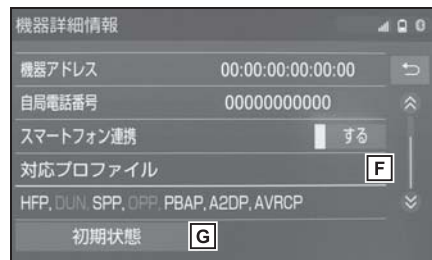 機器詳細情報
機器アドレス 00:00:00:00:00:00
自局電話番号 00000000000
スマートフォン連携 する
対応プロファイル F
HFP, DUN, SPP, OPP, PBAP, A2DP, AVRCP
初期状態 G